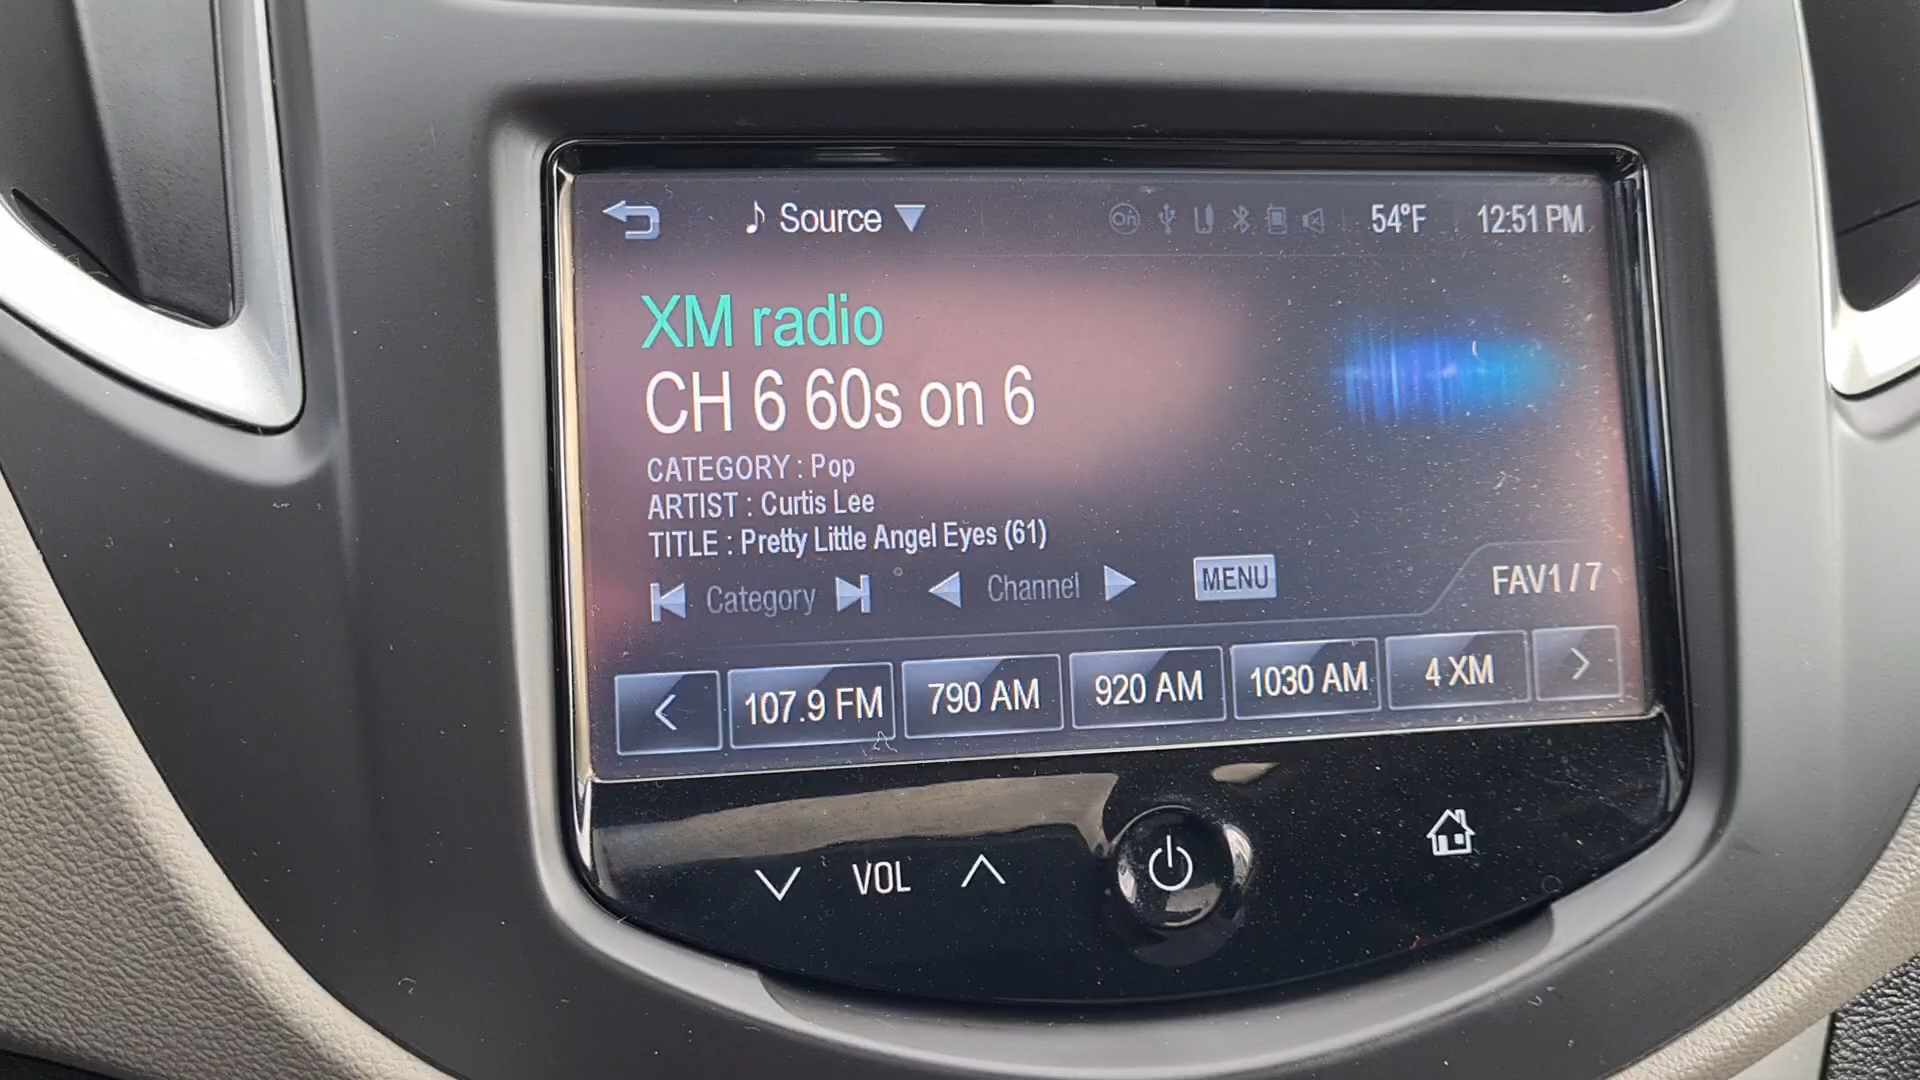 Source 54°F 12:51 PM
XM radio
CH 6 60s on 6
CATEGORY : Pop
ARTIST : Curtis Lee
TITLE : Pretty Little Angel Eyes (61)
Category Channel MENU FAV1 / 7
107.9 FM 790 AM 920 AM 1030 AM 4 XM
VOL